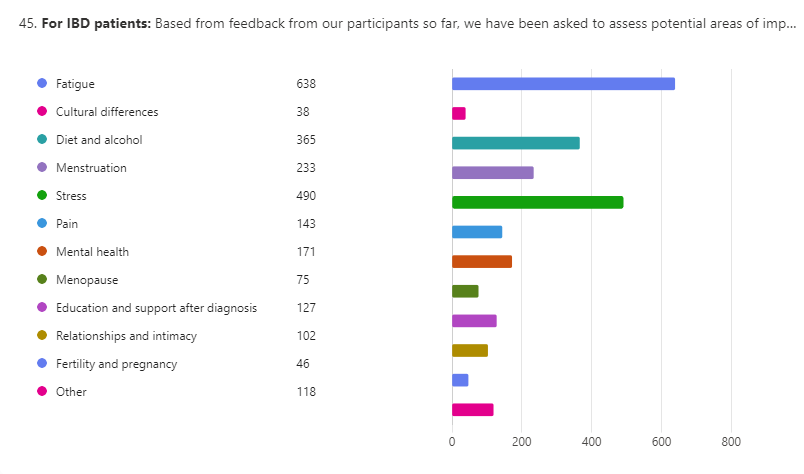 45. For IBD patients: Based from feedback from our participants so far, we have been asked to assess potential areas of imp...
Fatigue 638
Cultural differences 38
Diet and alcohol 365
Menstruation 233
Stress 490
Pain 143
Mental health 171
Menopause 75
Education and support after diagnosis 127
Relationships and intimacy 102
Fertility and pregnancy 46
Other 118
0 200 400 600 800